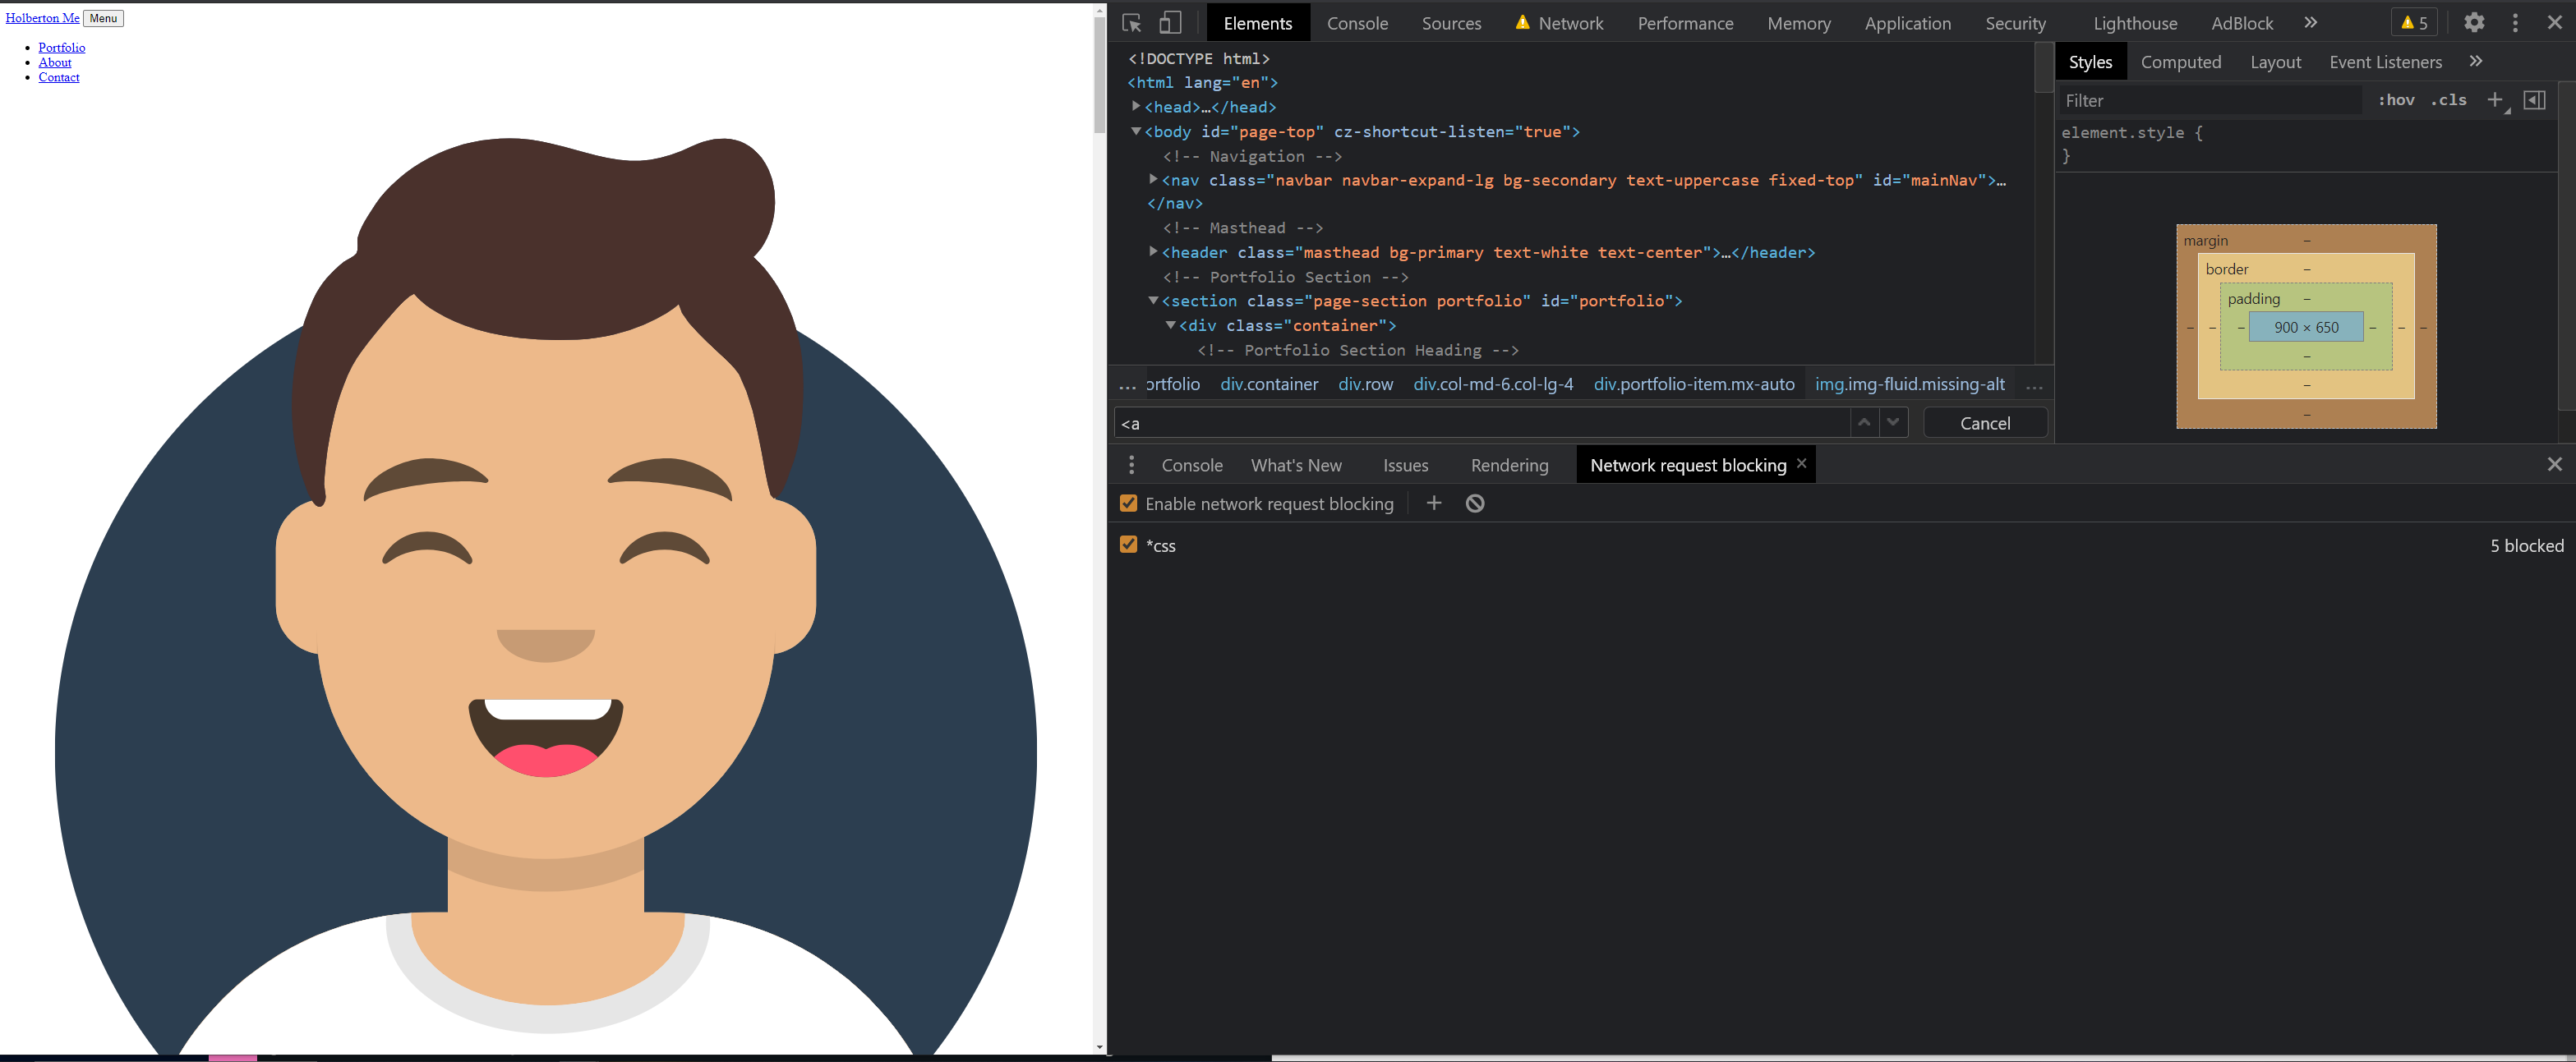 Holberton Me Menu
Portfolio
About
Contact
Elements Console Sources Network Performance Memory Application Security Lighthouse AdBlock » 5
<!DOCTYPE html>
<html lang="en">
<head>…</head>
<body id="page-top" cz-shortcut-listen="true">
<!-- Navigation -->
<nav class="navbar navbar-expand-lg bg-secondary text-uppercase fixed-top" id="mainNav">…
</nav>
<!-- Masthead -->
<header class="masthead bg-primary text-white text-center">…</header>
<!-- Portfolio Section -->
<section class="page-section portfolio" id="portfolio">
<div class="container">
<!-- Portfolio Section Heading -->
… ortfolio div.container div.row div.col-md-6.col-lg-4 div.portfolio-item.mx-auto img.img-fluid.missing-alt …
<a Cancel
Styles Computed Layout Event Listeners »
Filter :hov .cls +
element.style {
}
margin –
border –
padding –
– – – 900 × 650 – – –
–
–
–
Console What's New Issues Rendering Network request blocking ×
Enable network request blocking
*css 5 blocked